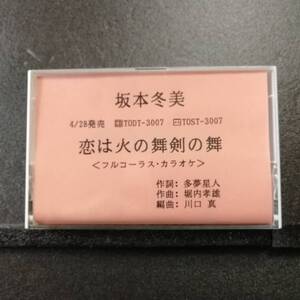 坂本冬美
4/28発売 TODT-3007 TOST-3007
恋は火の舞剣の舞
＜フルコーラス・カラオケ＞
作詞: 多夢星人
作曲: 堀内孝雄
編曲: 川口 真